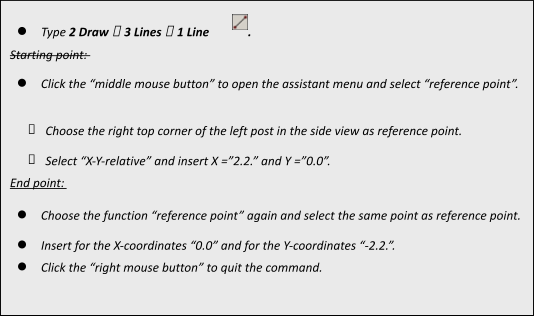 ● Type 2 Draw ▯ 3 Lines ▯ 1 Line .
Starting point:
● Click the “middle mouse button” to open the assistant menu and select “reference point”.
▯ Choose the right top corner of the left post in the side view as reference point.
▯ Select “X-Y-relative” and insert X =”2.2.” and Y =”0.0”.
End point:
● Choose the function “reference point” again and select the same point as reference point.
● Insert for the X-coordinates “0.0” and for the Y-coordinates “-2.2.”.
● Click the “right mouse button” to quit the command.